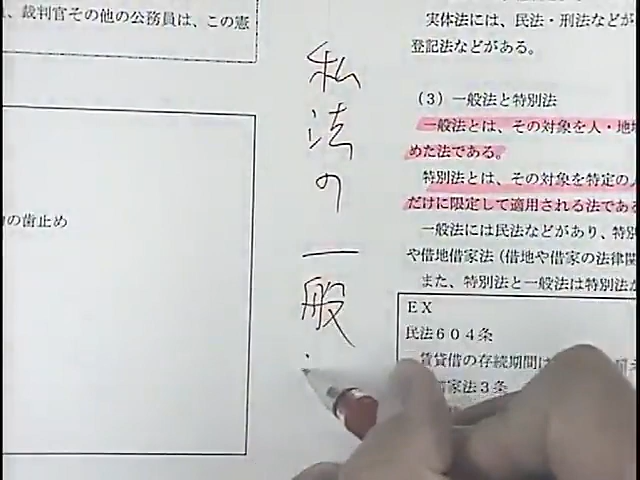 、裁判官その他の公務員は、この憲
の歯止め
私法の一般
実体法には、民法・刑法などが
登記法などがある。
(3)一般法と特別法
一般法とは、その対象を人・地
めた法である。
特別法とは、その対象を特定の
だけに限定して適用される法である
一般法には民法などがあり、特別
や借地借家法(借地や借家の法律関
また、特別法と一般法は特別法
EX
民法604条
賃貸借の存続期間は
家法3条